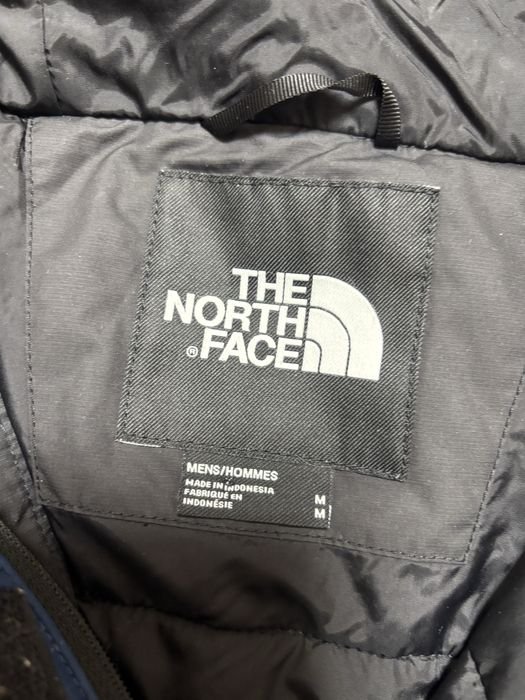 THE
NORTH
® FACE
MENS/HOMMES
MADE IN INDONESIA M
FABRIQUÉ EN
INDONÉSIE M